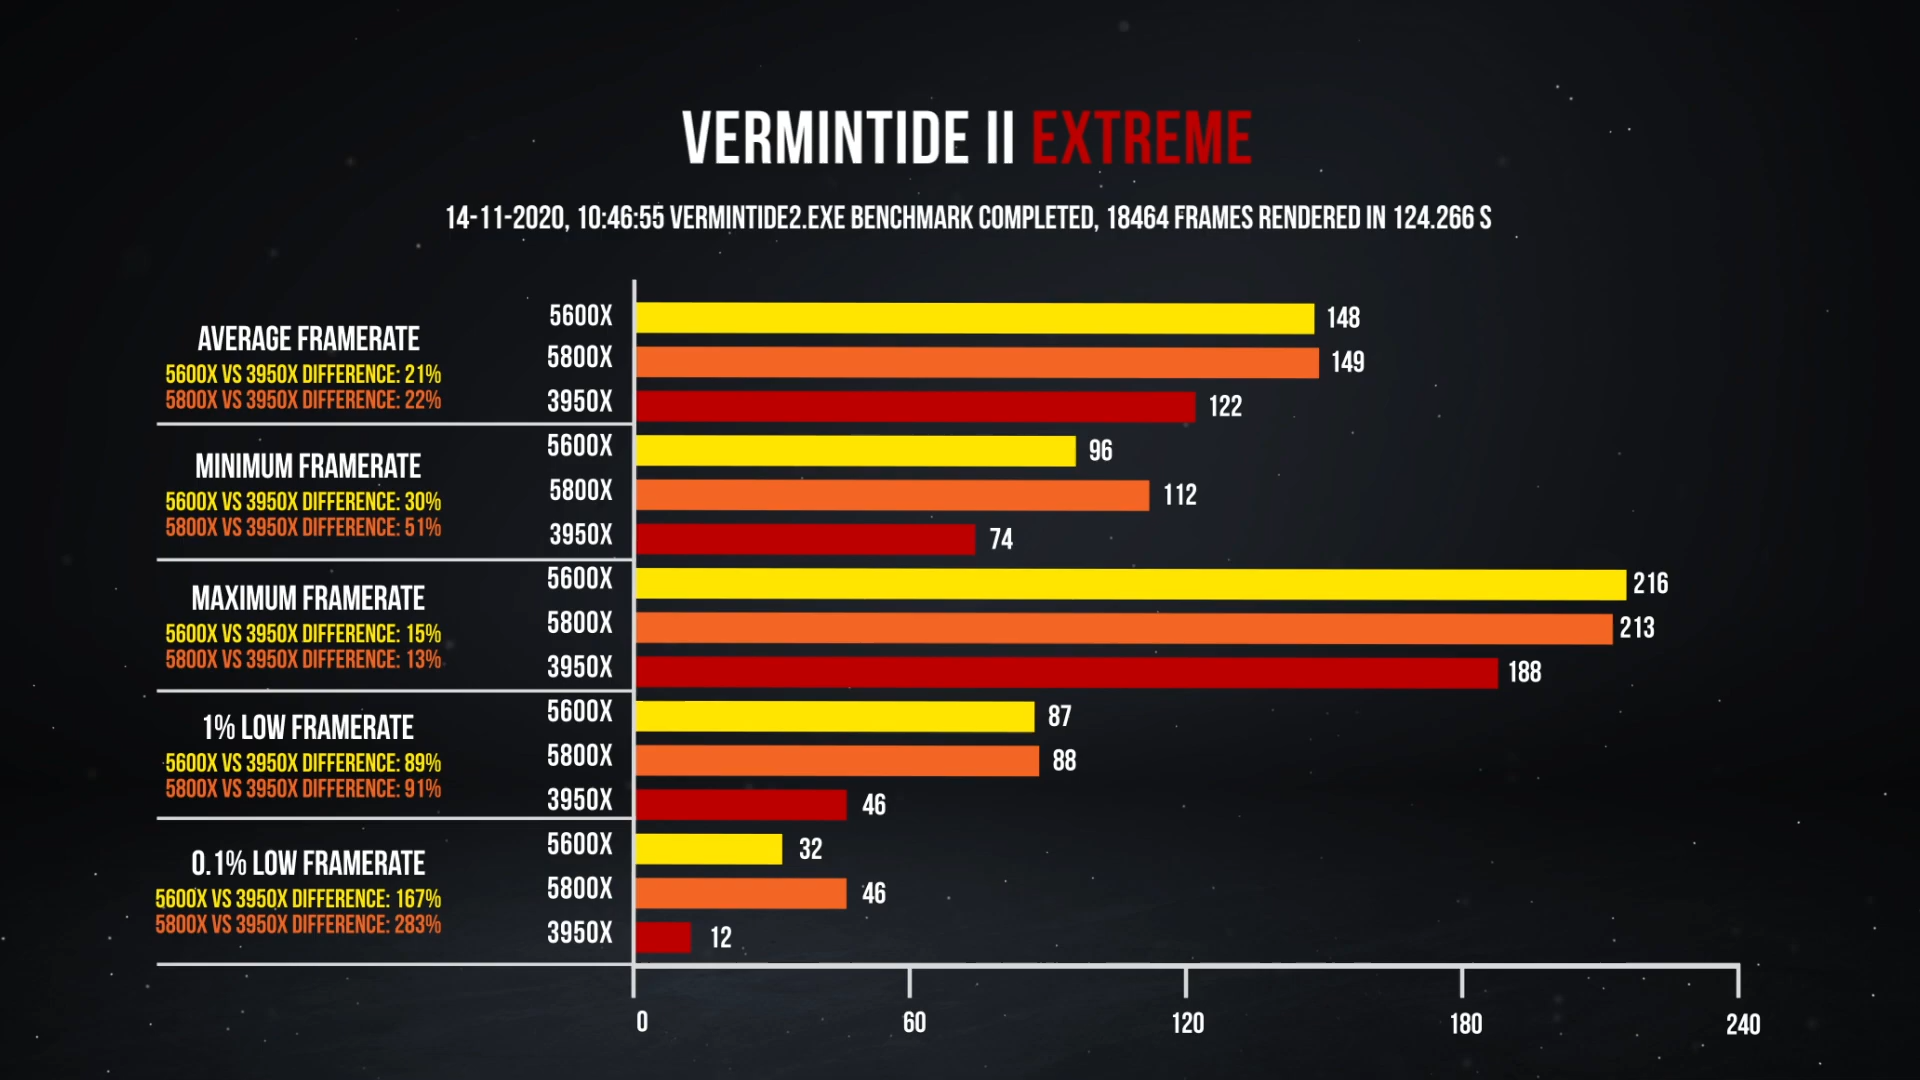 VERMINTIDE II EXTREME
14-11-2020, 10:46:55 VERMINTIDE2.EXE BENCHMARK COMPLETED, 18464 FRAMES RENDERED IN 124.266 S
AVERAGE FRAMERATE
5600X VS 3950X DIFFERENCE: 21%
5800X VS 3950X DIFFERENCE: 22%
5600X 148
5800X 149
3950X 122
MINIMUM FRAMERATE
5600X VS 3950X DIFFERENCE: 30%
5800X VS 3950X DIFFERENCE: 51%
5600X 96
5800X 112
3950X 74
MAXIMUM FRAMERATE
5600X VS 3950X DIFFERENCE: 15%
5800X VS 3950X DIFFERENCE: 13%
5600X 216
5800X 213
3950X 188
1% LOW FRAMERATE
5600X VS 3950X DIFFERENCE: 89%
5800X VS 3950X DIFFERENCE: 91%
5600X 87
5800X 88
3950X 46
0.1% LOW FRAMERATE
5600X VS 3950X DIFFERENCE: 167%
5800X VS 3950X DIFFERENCE: 283%
5600X 32
5800X 46
3950X 12
0 60 120 180 240